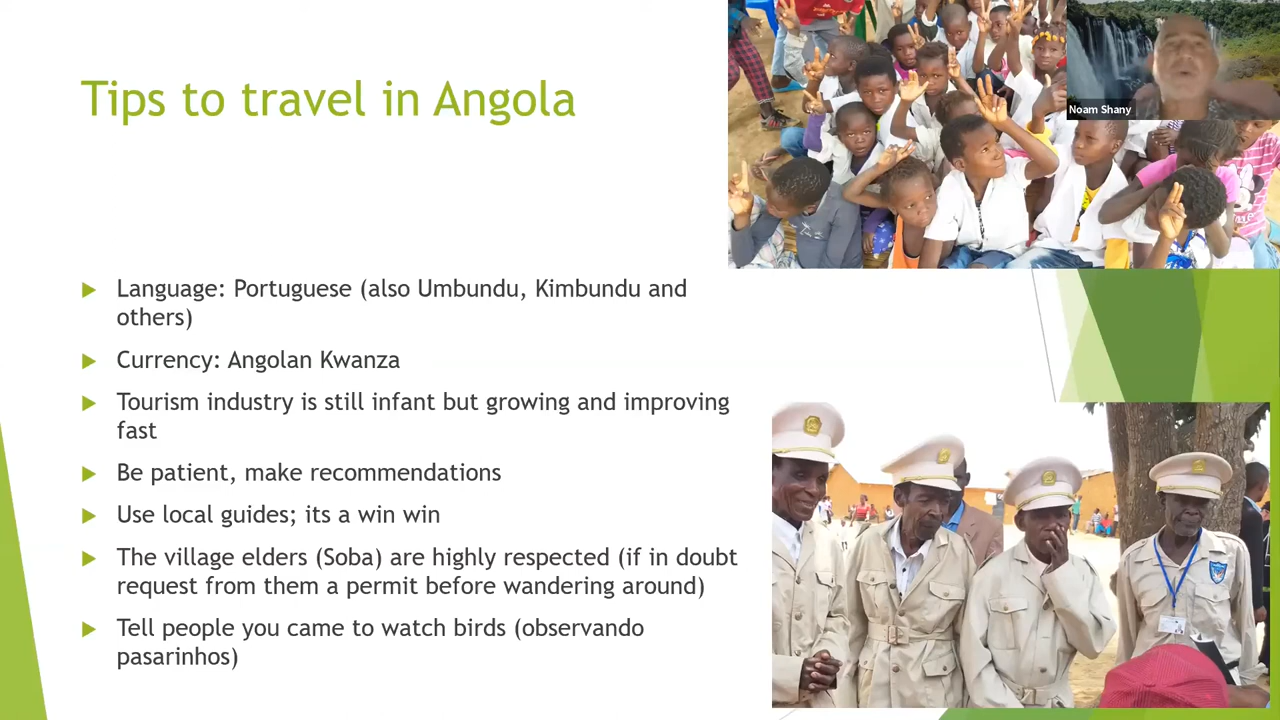 Tips to travel in Angola
Noam Shany
Language: Portuguese (also Umbundu, Kimbundu and
others)
Currency: Angolan Kwanza
Tourism industry is still infant but growing and improving
fast
Be patient, make recommendations
Use local guides; its a win win
The village elders (Soba) are highly respected (if in doubt
request from them a permit before wandering around)
Tell people you came to watch birds (observando
pasarinhos)